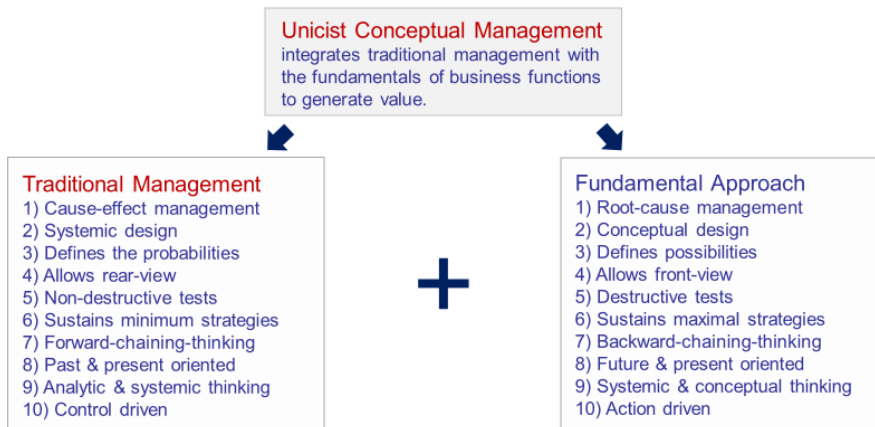 Unicist Conceptual Management
integrates traditional management with
the fundamentals of business functions
to generate value.
Traditional Management
1) Cause-effect management
2) Systemic design
3) Defines the probabilities
4) Allows rear-view
5) Non-destructive tests
6) Sustains minimum strategies
7) Forward-chaining-thinking
8) Past & present oriented
9) Analytic & systemic thinking
10) Control driven
+
Fundamental Approach
1) Root-cause management
2) Conceptual design
3) Defines possibilities
4) Allows front-view
5) Destructive tests
6) Sustains maximal strategies
7) Backward-chaining-thinking
8) Future & present oriented
9) Systemic & conceptual thinking
10) Action driven